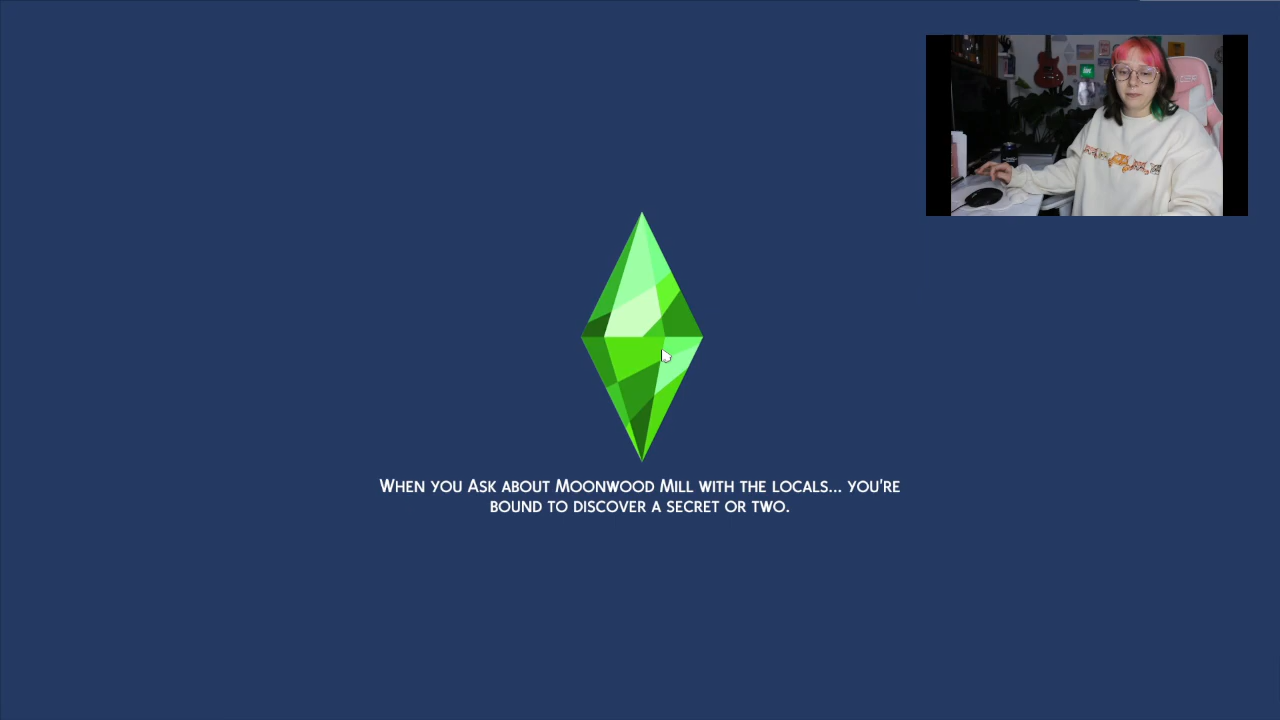 When you Ask about Moonwood Mill with the locals... you're
bound to discover a secret or two.